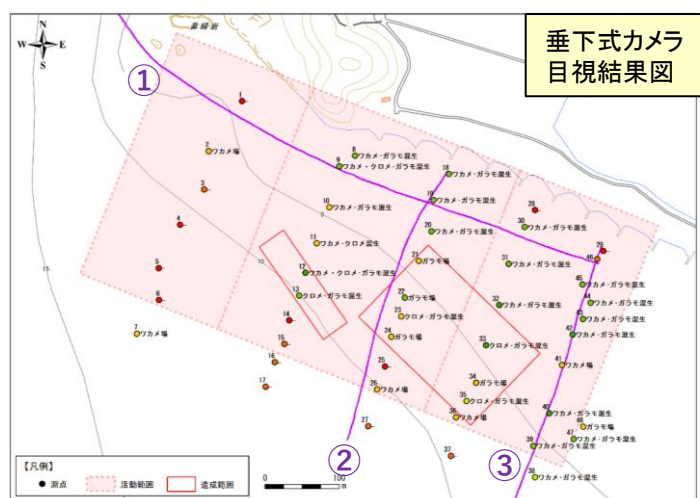 垂下式カメラ
目視結果図
N
W E
S
鼻繰岩
①
1
2 ワカメ場
3
4
5
6
7 ワカメ場
8 ワカメ・ガラモ混生
9 ワカメ・クロメ・ガラモ混生
10 ワカメ・ガラモ混生
11 ワカメ・クロメ混生
12 ワカメ・クロメ・ガラモ混生
13 クロメ・ガラモ混生
14
15
16
17
18 ワカメ・ガラモ混生
19 ワカメ・ガラモ混生
20 ワカメ・ガラモ混生
21 ガラモ場
22 ガラモ場
23 クロメ・ガラモ混生
24 ガラモ場
25
26 ワカメ場
27
28
29
30 ワカメ・ガラモ混生
31 ワカメ・ガラモ混生
32 ワカメ・ガラモ混生
33 クロメ・ガラモ混生
34 ガラモ場
35 クロメ・ガラモ混生
36 ワカメ場
37
38 ワカメ・ガラモ混生
39 ワカメ・ガラモ混生
40 ワカメ・ガラモ混生
41 ワカメ場
42 ワカメ・ガラモ混生
43 ワカメ・ガラモ混生
44 ワカメ・ガラモ混生
45 ワカメ・ガラモ混生
46
47 ワカメ・ガラモ混生
48 ガラモ場
5
10
15
②
③
【凡例】
測点 活動範囲 造成範囲
0 100
m